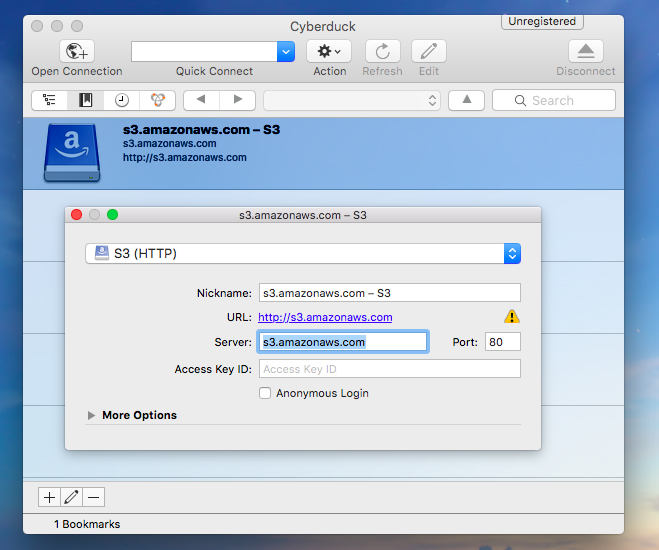 Cyberduck
Unregistered
Open Connection
Quick Connect
Action
Refresh
Edit
Disconnect
Search
s3.amazonaws.com – S3
s3.amazonaws.com
http://s3.amazonaws.com
s3.amazonaws.com – S3
S3 (HTTP)
Nickname: s3.amazonaws.com – S3
URL: http://s3.amazonaws.com
Server: s3.amazonaws.com Port: 80
Access Key ID: Access Key ID
Anonymous Login
More Options
1 Bookmarks